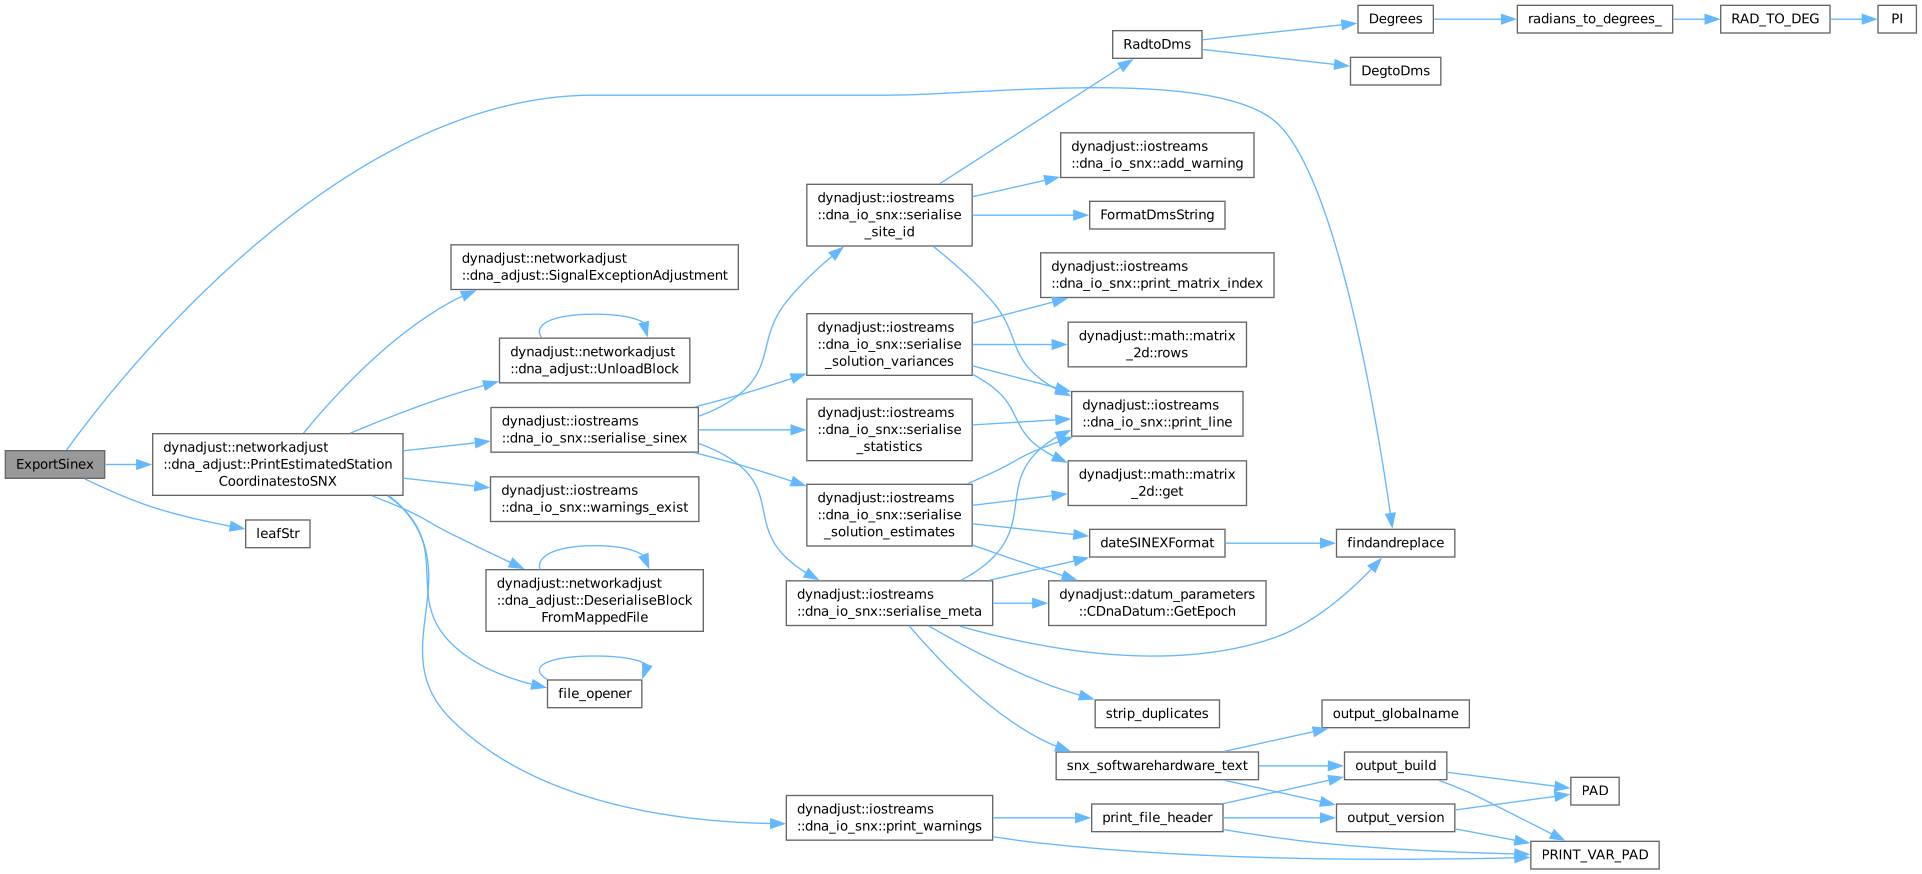 ExportSinex
dynadjust::networkadjust
::dna_adjust::PrintEstimatedStation
CoordinatestoSNX
leafStr
dynadjust::networkadjust
::dna_adjust::SignalExceptionAdjustment
dynadjust::networkadjust
::dna_adjust::UnloadBlock
dynadjust::iostreams
::dna_io_snx::serialise_sinex
dynadjust::iostreams
::dna_io_snx::warnings_exist
dynadjust::networkadjust
::dna_adjust::DeserialiseBlock
FromMappedFile
file_opener
dynadjust::iostreams
::dna_io_snx::serialise
_site_id
dynadjust::iostreams
::dna_io_snx::serialise
_solution_variances
dynadjust::iostreams
::dna_io_snx::serialise
_statistics
dynadjust::iostreams
::dna_io_snx::serialise
_solution_estimates
dynadjust::iostreams
::dna_io_snx::serialise_meta
dynadjust::iostreams
::dna_io_snx::print_warnings
RadtoDms
dynadjust::iostreams
::dna_io_snx::add_warning
FormatDmsString
dynadjust::iostreams
::dna_io_snx::print_matrix_index
dynadjust::math::matrix
_2d::rows
dynadjust::iostreams
::dna_io_snx::print_line
dynadjust::math::matrix
_2d::get
dateSINEXFormat
dynadjust::datum_parameters
::CDnaDatum::GetEpoch
strip_duplicates
snx_softwarehardware_text
print_file_header
Degrees
DegtoDms
findandreplace
output_globalname
output_build
output_version
radians_to_degrees_
PAD
PRINT_VAR_PAD
RAD_TO_DEG
PI